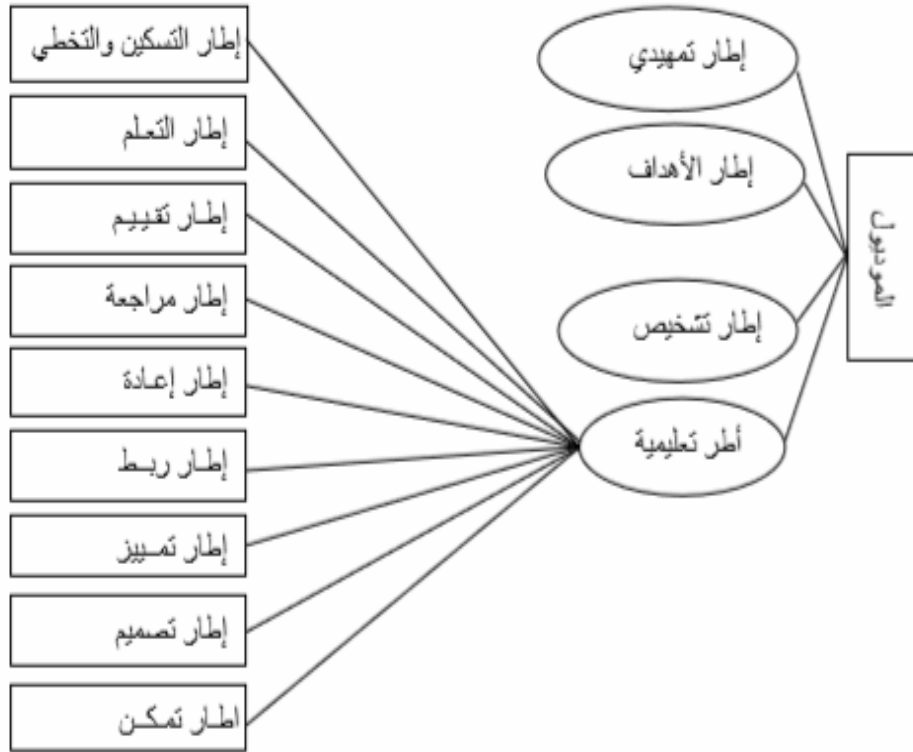 الموديول
إطار تمهيدي
إطار الأهداف
إطار تشخيص
أطر تعليمية
إطار التسكين والتخطي
إطار التعلم
إطار تقييم
إطار مراجعة
إطار إعادة
إطار ربط
إطار تمييز
إطار تصميم
اطار تمكن